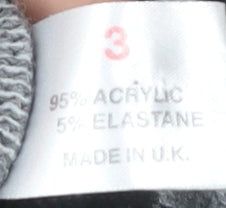 3
95% ACRYLIC
5% ELASTANE
MADE IN U.K.